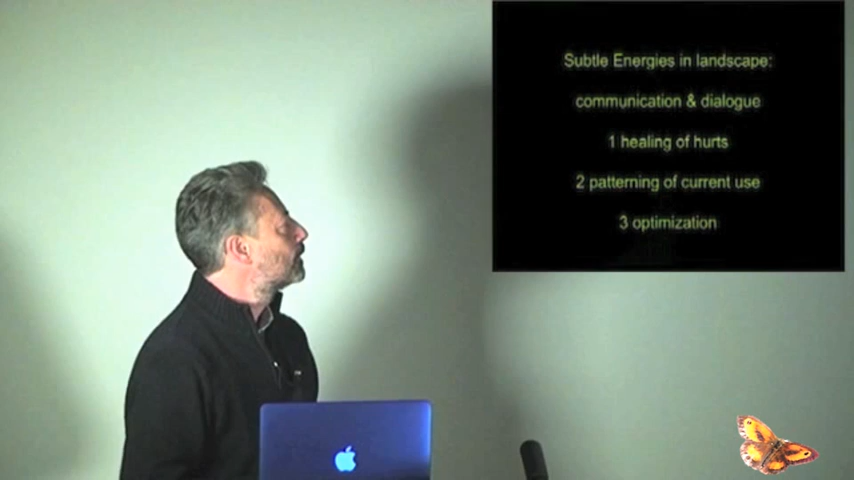 Subtle Energies in landscape:
communication & dialogue
1 healing of hurts
2 patterning of current use
3 optimization